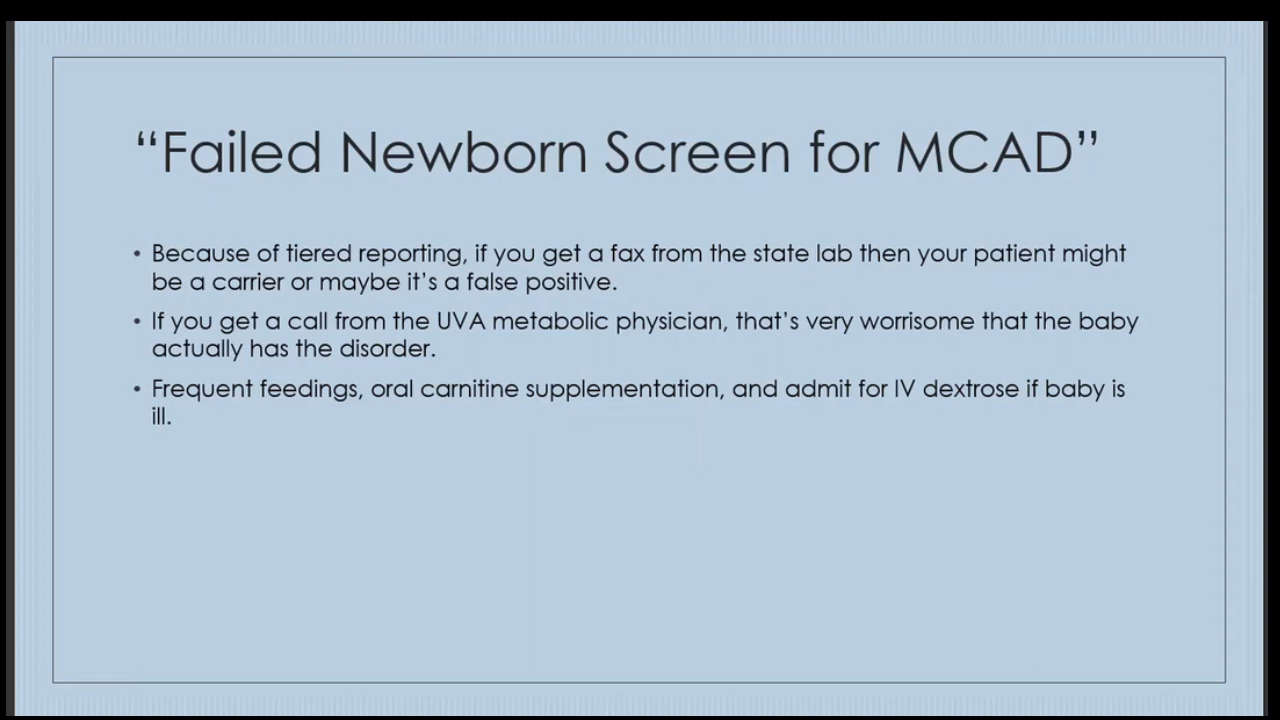 “Failed Newborn Screen for MCAD”
• Because of tiered reporting, if you get a fax from the state lab then your patient might
be a carrier or maybe it’s a false positive.
• If you get a call from the UVA metabolic physician, that’s very worrisome that the baby
actually has the disorder.
• Frequent feedings, oral carnitine supplementation, and admit for IV dextrose if baby is
ill.